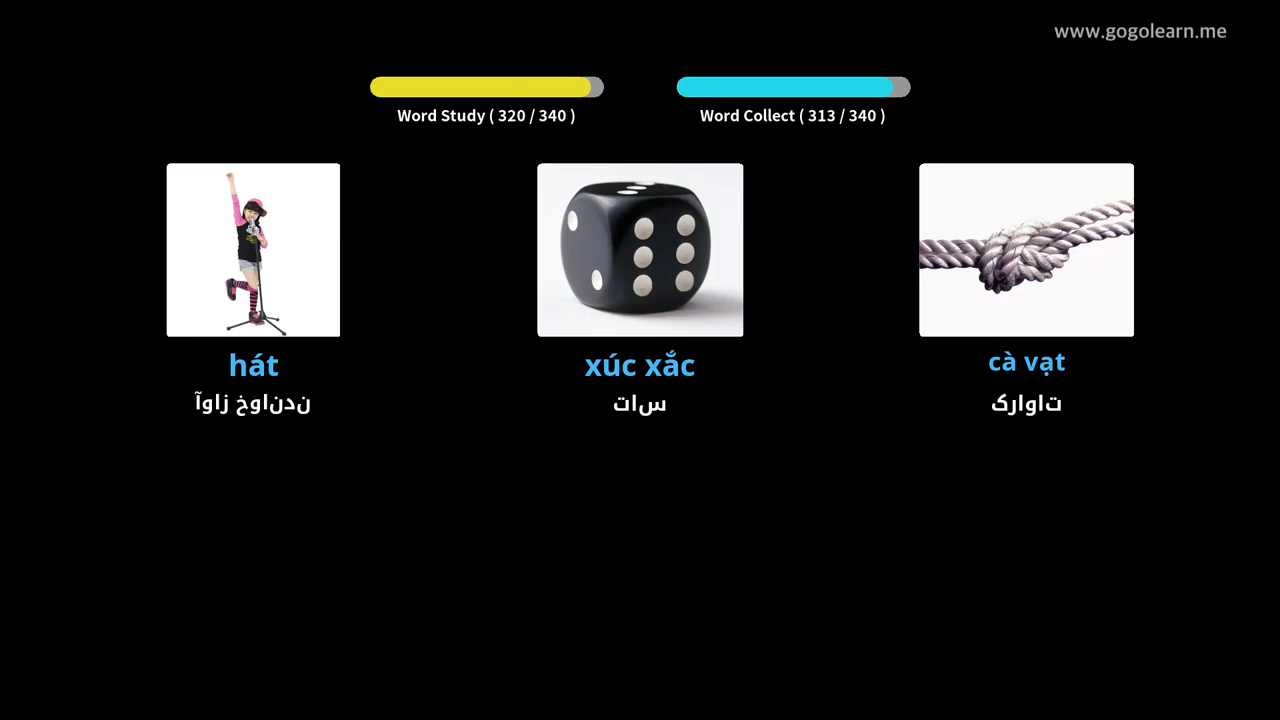 www.gogolearn.me
Word Study ( 320 / 340 )
Word Collect ( 313 / 340 )
hát
xúc xắc
cà vạt
آواز خواندن
تاس
کراوات